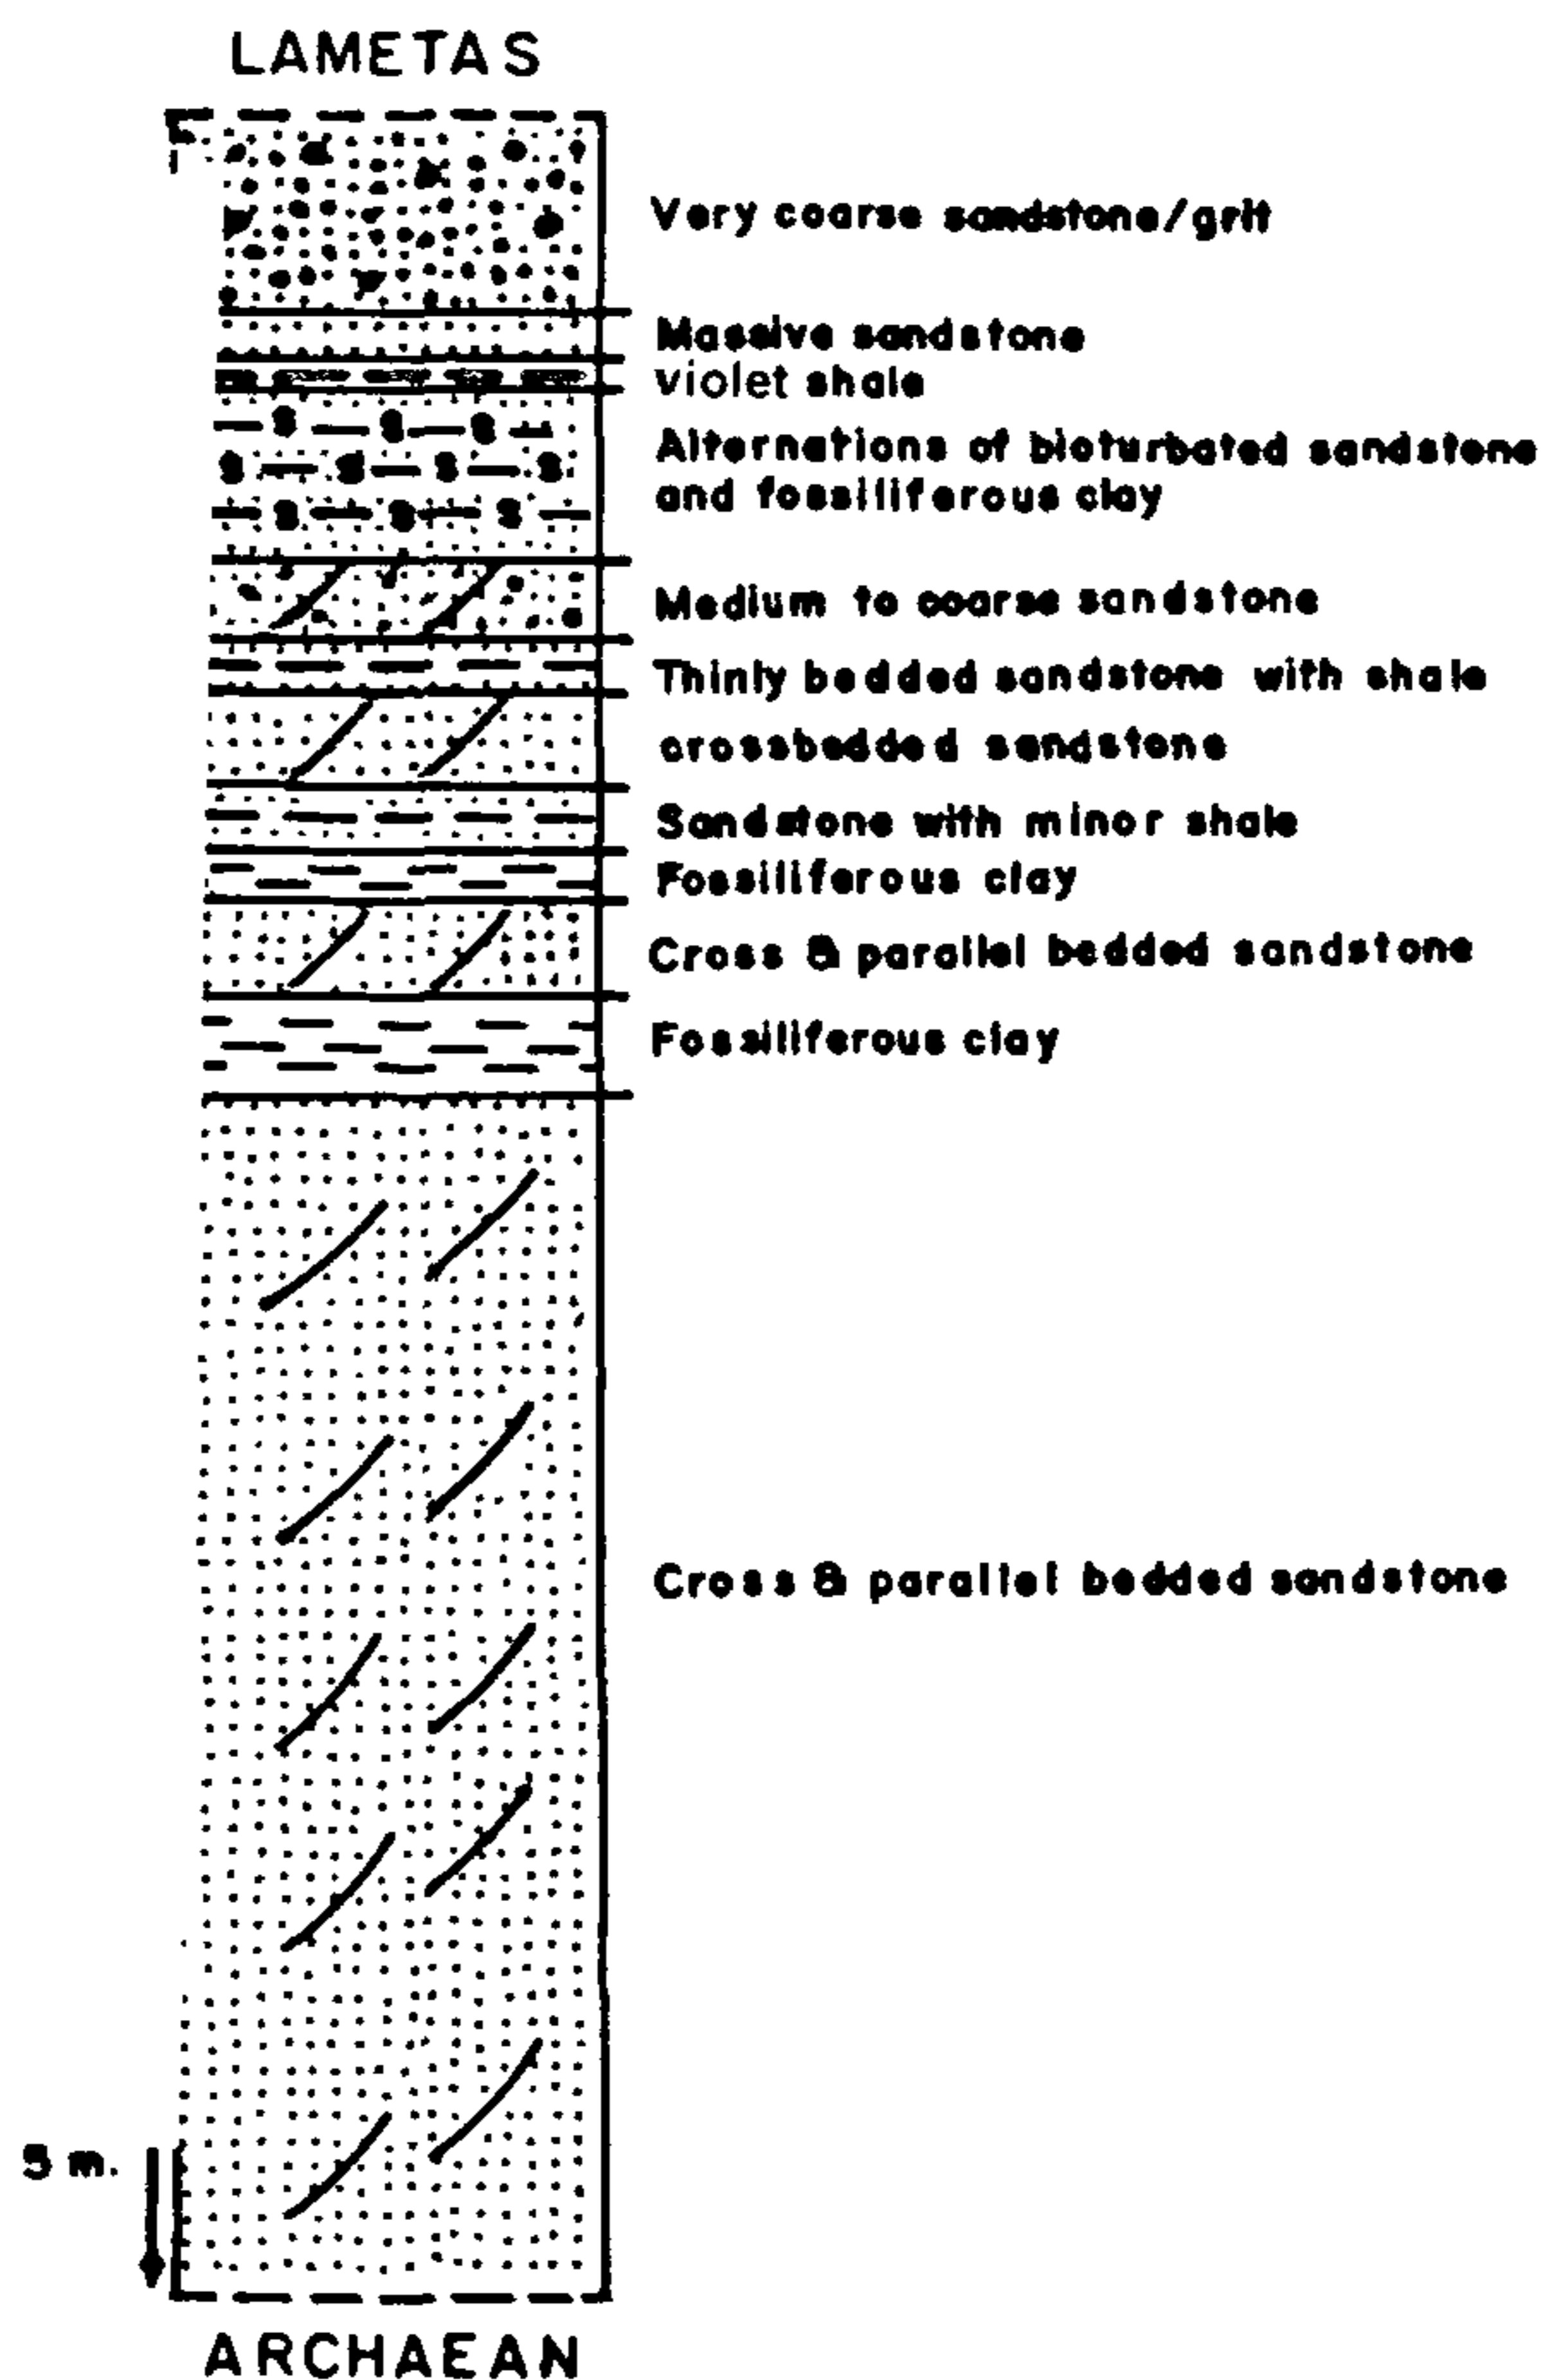 LAMETAS
Very coarse sandstone/grit
Massive sandstone
violet shale
Alternations of bioturbated sandstone
and fossiliferous clay
Medium to coarse sandstone
Thinly bedded sandstone with shale
crossbedded sandstone
Sandstone with minor shale
Fossiliferous clay
Cross & parallel bedded sandstone
Fossiliferous clay
Cross & parallel bedded sandstone
5 m.
ARCHAEAN